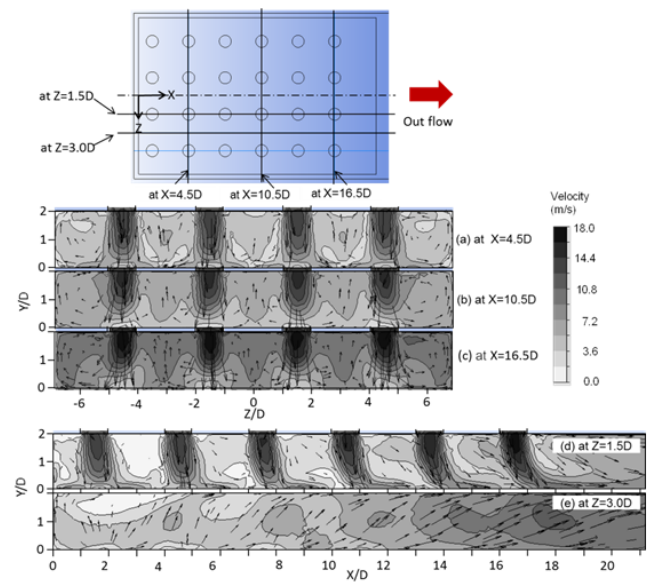 at Z=1.5D
X
Z
at Z=3.0D
Out flow
at X=4.5D
at X=10.5D
at X=16.5D
Velocity
(m/s)
18.0
14.4
10.8
7.2
3.6
0.0
Y/D
2
0
(a) at X=4.5D
2
0
(b) at X=10.5D
2
0
(c) at X=16.5D
-6 -4 -2 0 2 4 6
Z/D
Y/D
2
1
0
(d) at Z=1.5D
2
1
0
(e) at Z=3.0D
0 2 4 6 8 10 12 14 16 18 20
X/D